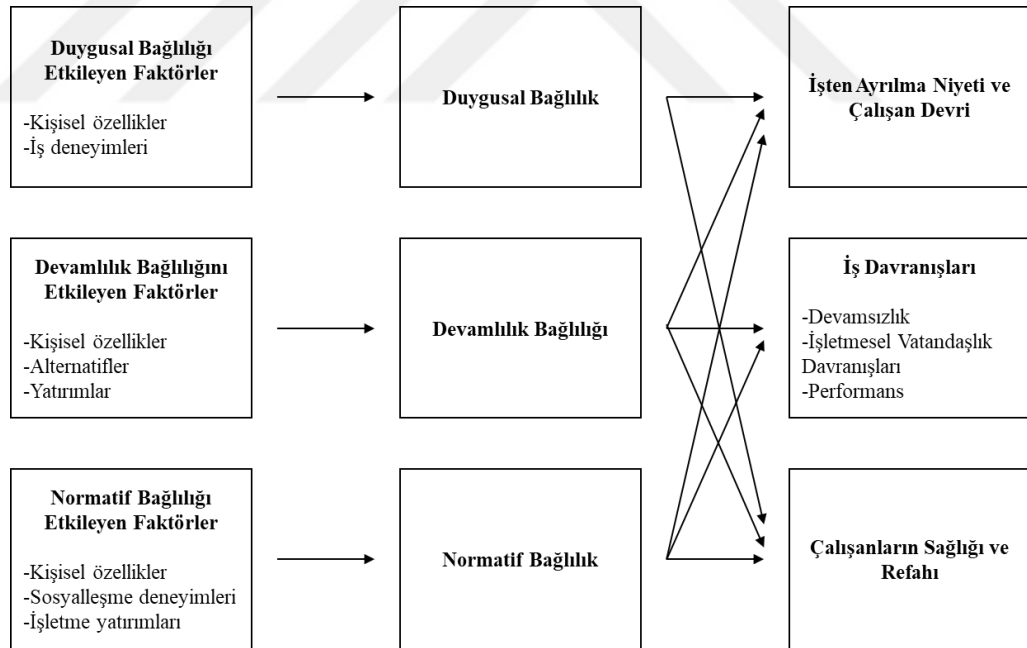 Duygusal Bağlılığı
Etkileyen Faktörler
-Kişisel özellikler
-İş deneyimleri
Duygusal Bağlılık
İşten Ayrılma Niyeti ve
Çalışan Devri
Devamlılık Bağlılığını
Etkileyen Faktörler
-Kişisel özellikler
-Alternatifler
-Yatırımlar
Devamlılık Bağlılığı
İş Davranışları
-Devamsızlık
-İşletmesel Vatandaşlık
Davranışları
-Performans
Normatif Bağlılığı
Etkileyen Faktörler
-Kişisel özellikler
-Sosyalleşme deneyimleri
-İşletme yatırımları
Normatif Bağlılık
Çalışanların Sağlığı ve
Refahı